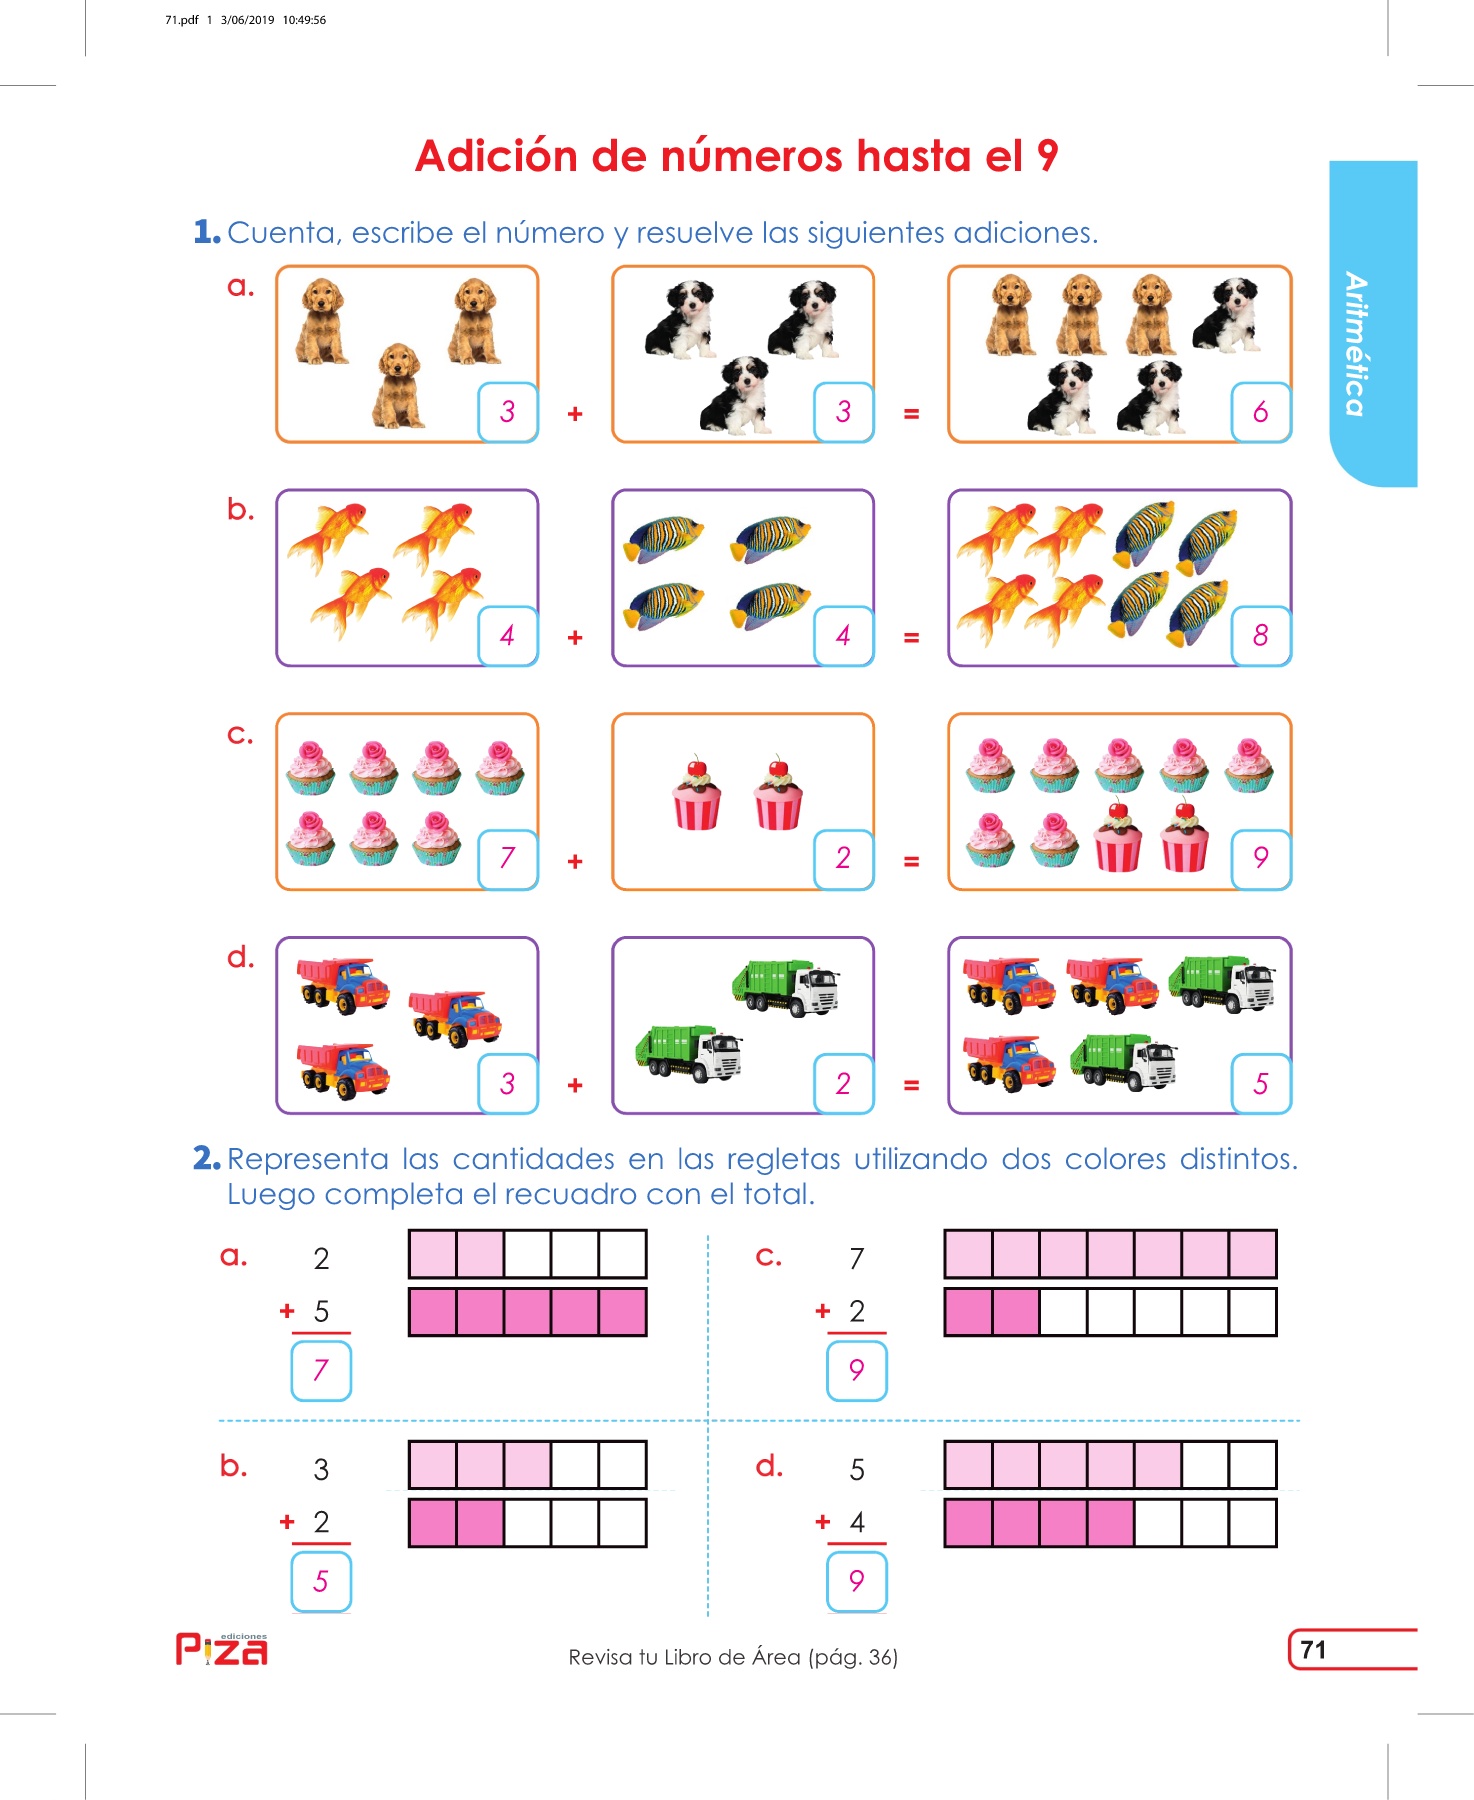 71.pdf 1 3/06/2019 10:49:56
Adición de números hasta el 9
Aritmética
1. Cuenta, escribe el número y resuelve las siguientes adiciones.
a. 3 + 3 = 6
b. 4 + 4 = 8
c. 7 + 2 = 9
d. 3 + 2 = 5
2. Representa las cantidades en las regletas utilizando dos colores distintos.
Luego completa el recuadro con el total.
a. 2
+ 5
7
c. 7
+ 2
9
b. 3
+ 2
5
d. 5
+ 4
9
ediciones
Piza
Revisa tu Libro de Área (pág. 36)
71